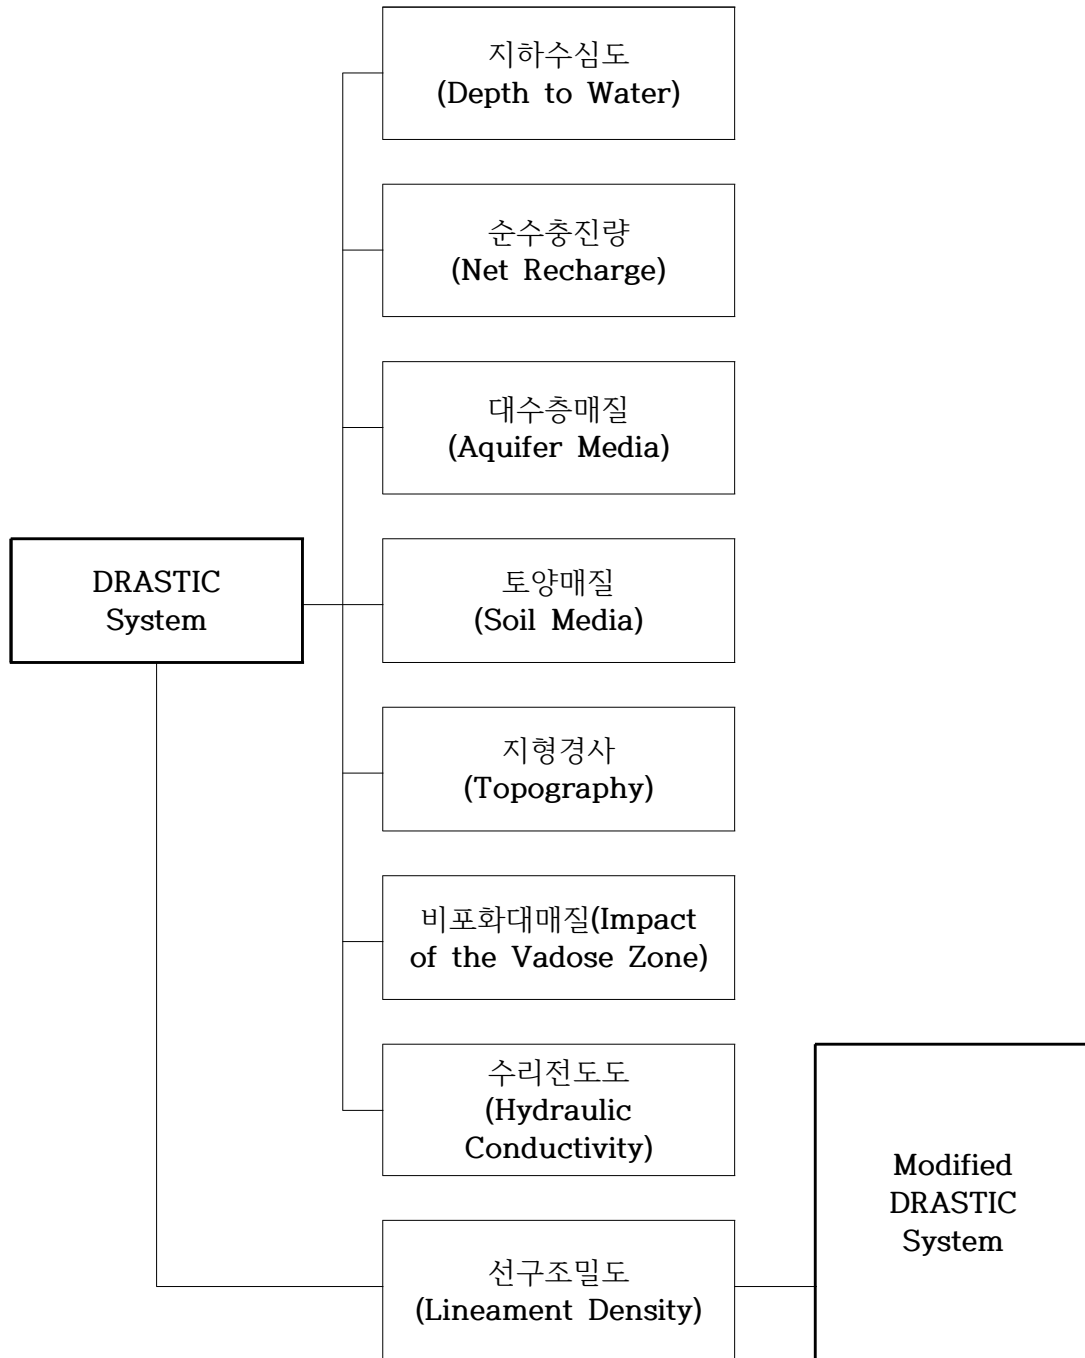 지하수심도
(Depth to Water)
순수충진량
(Net Recharge)
대수층매질
(Aquifer Media)
DRASTIC
System
토양매질
(Soil Media)
지형경사
(Topography)
비포화대매질(Impact
of the Vadose Zone)
수리전도도
(Hydraulic
Conductivity)
Modified
DRASTIC
System
선구조밀도
(Lineament Density)